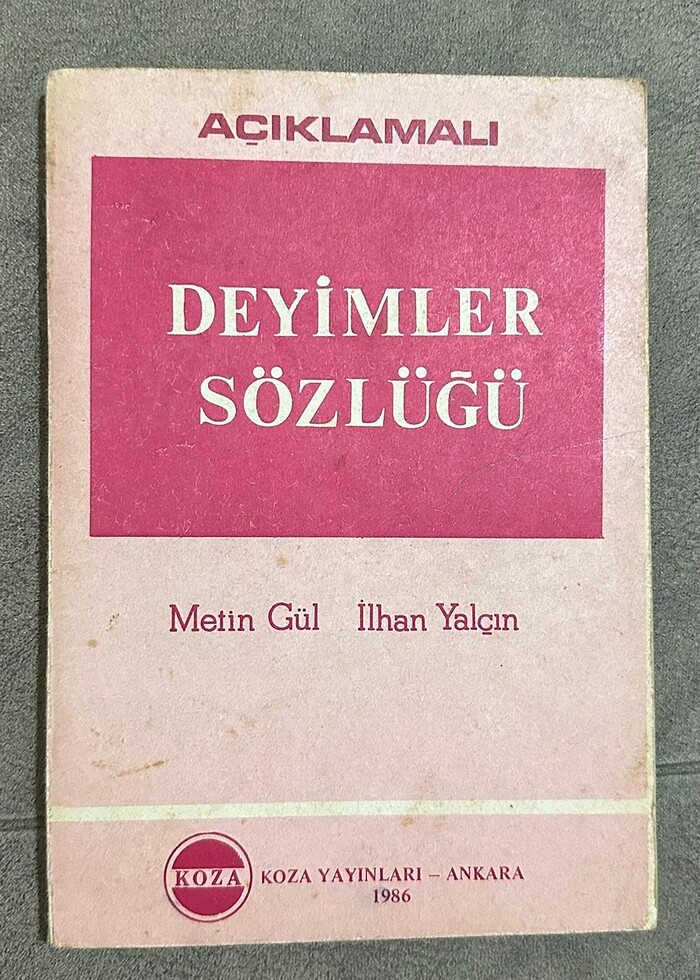 AÇIKLAMALI
DEYİMLER
SÖZLÜĞÜ
Metin Gül İlhan Yalçın
KOZA
KOZA YAYINLARI – ANKARA
1986